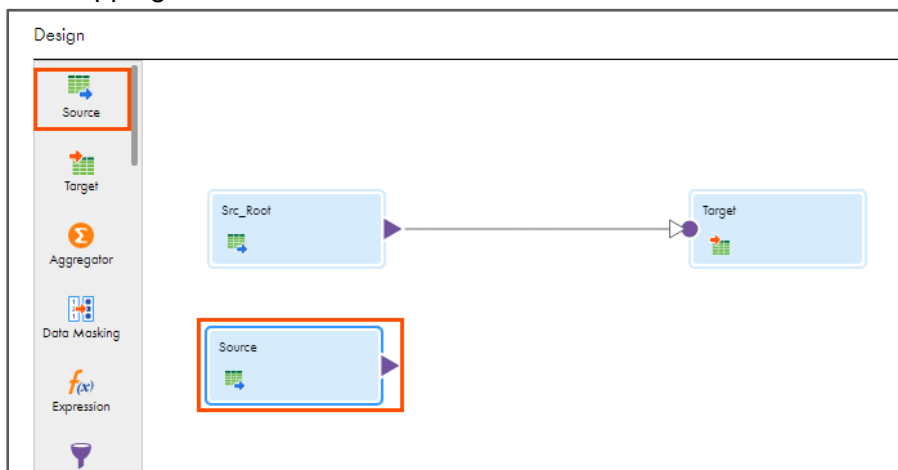 Design
Source
Target
Aggregator
Data Masking
f(x)
Expression
Src_Root
Target
Source